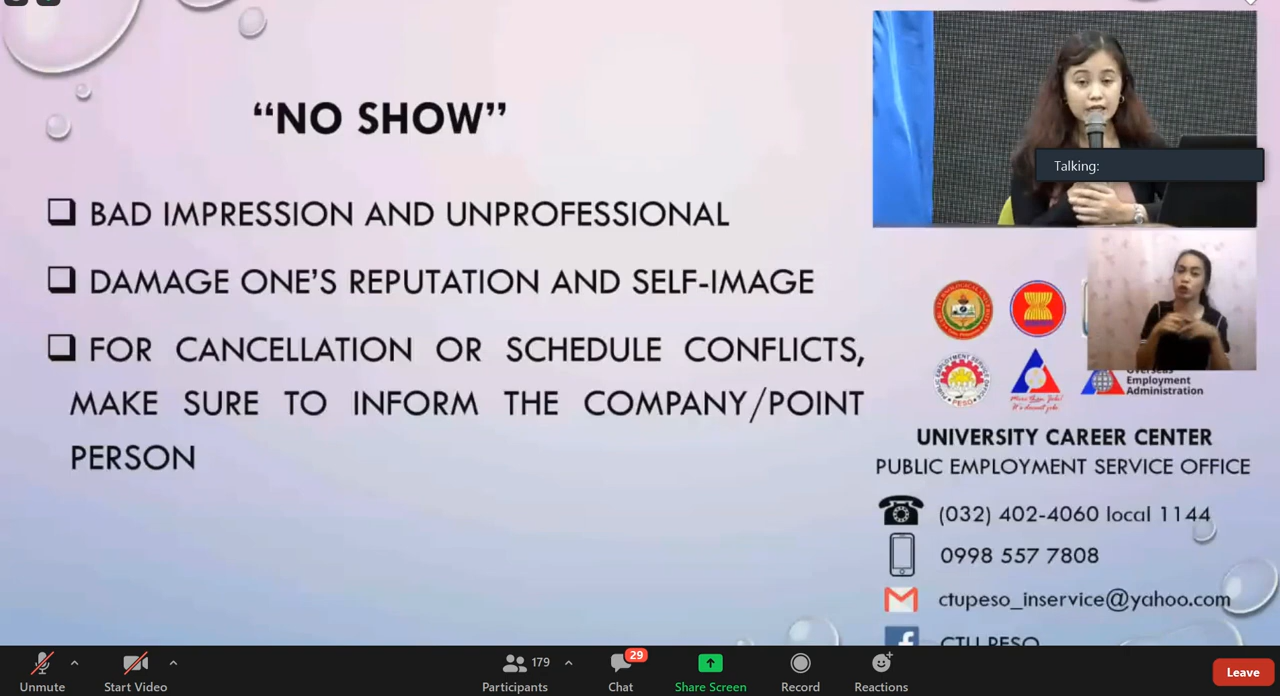 “NO SHOW”
BAD IMPRESSION AND UNPROFESSIONAL
DAMAGE ONE’S REPUTATION AND SELF-IMAGE
FOR CANCELLATION OR SCHEDULE CONFLICTS,
MAKE SURE TO INFORM THE COMPANY/POINT
PERSON
Talking:
PESO
Employment
Administration
UNIVERSITY CAREER CENTER
PUBLIC EMPLOYMENT SERVICE OFFICE
(032) 402-4060 local 1144
0998 557 7808
ctupeso_inservice@yahoo.com
CTU PESO
Unmute
Start Video
179
Participants
29
Chat
Share Screen
Record
Reactions
Leave